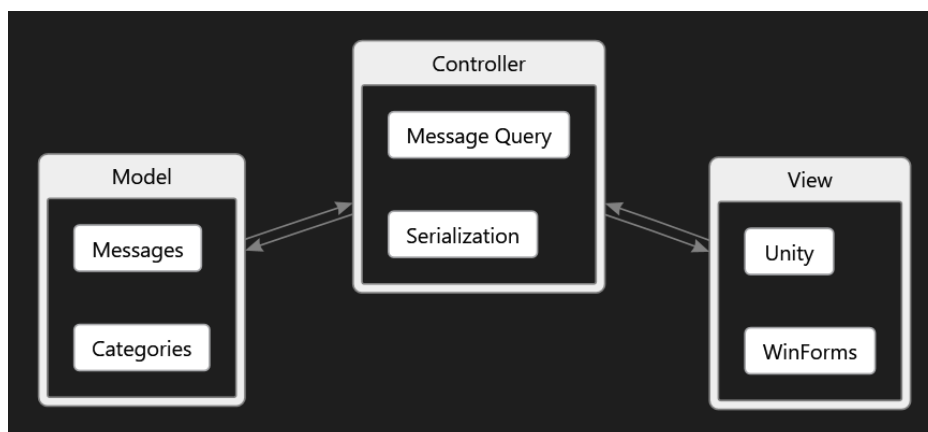 Controller
Message Query
Serialization
Model
Messages
Categories
View
Unity
WinForms